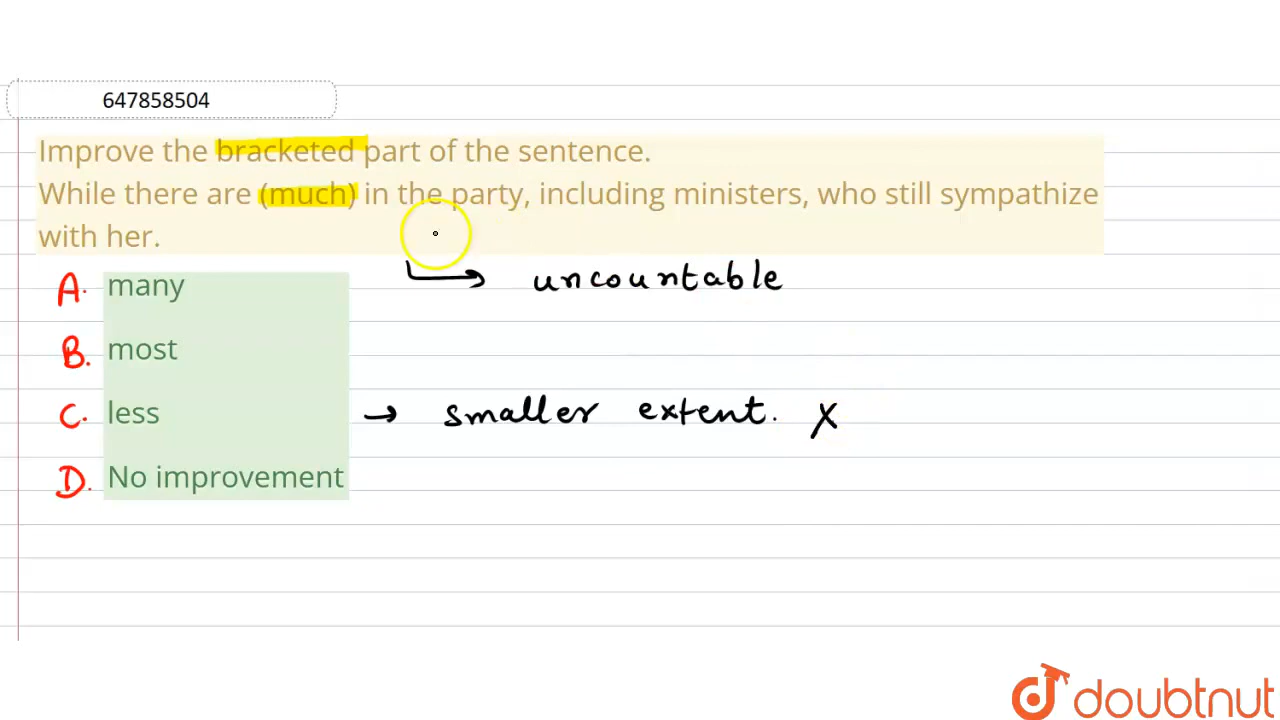 647858504
Improve the bracketed part of the sentence.
While there are (much) in the party, including ministers, who still sympathize
with her.
→ uncountable
A. many
B. most
C. less → smaller extent. X
D. No improvement
doubtnut